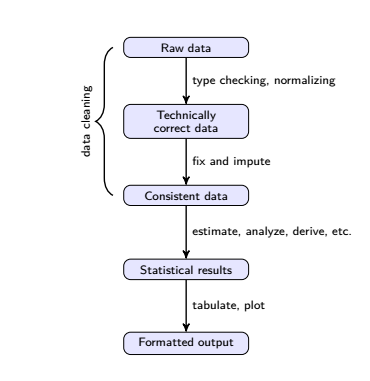 Raw data
type checking, normalizing
Technically
correct data
data cleaning
fix and impute
Consistent data
estimate, analyze, derive, etc.
Statistical results
tabulate, plot
Formatted output